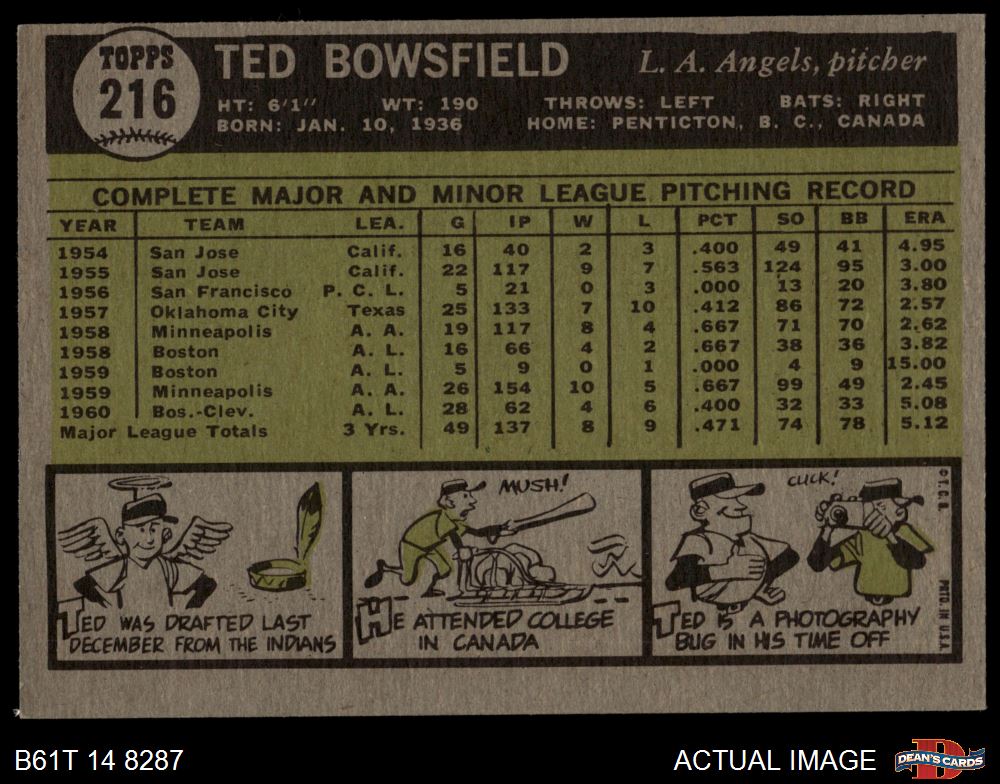 TOPPS
216
TED BOWSFIELD
L. A. Angels, pitcher
HT: 6'1" WT: 190 THROWS: LEFT BATS: RIGHT
BORN: JAN. 10, 1936 HOME: PENTICTON, B. C., CANADA
COMPLETE MAJOR AND MINOR LEAGUE PITCHING RECORD
YEAR TEAM LEA. G IP W L PCT SO BB ERA
1954 San Jose Calif. 16 40 2 3 .400 49 41 4.95
1955 San Jose Calif. 22 117 9 7 .563 124 95 3.00
1956 San Francisco P. C. L. 5 21 0 3 .000 13 20 3.80
1957 Oklahoma City Texas 25 133 7 10 .412 86 72 2.57
1958 Minneapolis A. A. 19 117 8 4 .667 71 70 2.62
1958 Boston A. L. 16 66 4 2 .667 38 36 3.82
1959 Boston A. L. 5 9 0 1 .000 4 9 15.00
1959 Minneapolis A. A. 26 154 10 5 .667 99 49 2.45
1960 Bos.-Clev. A. L. 28 62 4 6 .400 32 33 5.08
Major League Totals 3 Yrs. 49 137 8 9 .471 74 78 5.12
TED WAS DRAFTED LAST
DECEMBER FROM THE INDIANS
MUSH!
HE ATTENDED COLLEGE
IN CANADA
CLICK!
TED IS A PHOTOGRAPHY
BUG IN HIS TIME OFF
© T. C. G. PRTD. IN U.S.A.
B61T 14 8287
ACTUAL IMAGE
DEAN'S CARDS